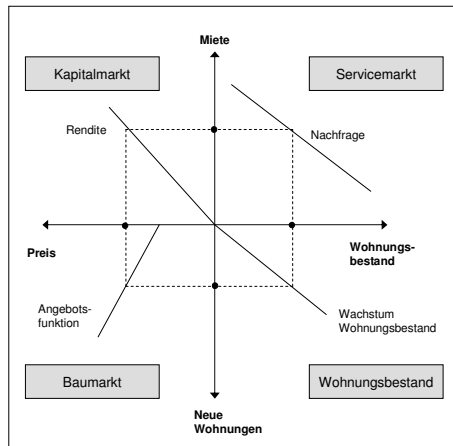 Miete
Kapitalmarkt
Servicemarkt
Rendite
Nachfrage
Preis
Wohnungs-
bestand
Angebots-
funktion
Wachstum
Wohnungsbestand
Baumarkt
Wohnungsbestand
Neue
Wohnungen